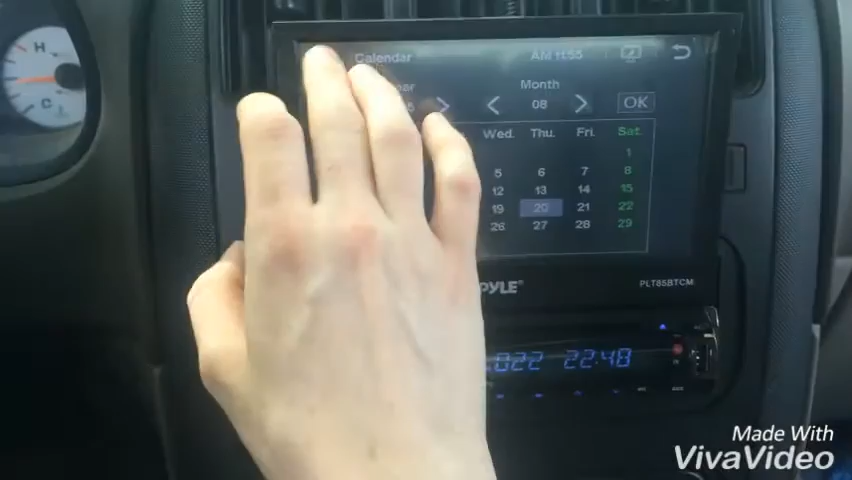 H
C
Calendar
AM 11:55
Month
< 08 > OK
Wed. Thu. Fri. Sat.
1
5 6 7 8
12 13 14 15
19 20 21 22
26 27 28 29
PYLE
PLT85BTCM
022 22:48
Made With
VivaVideo